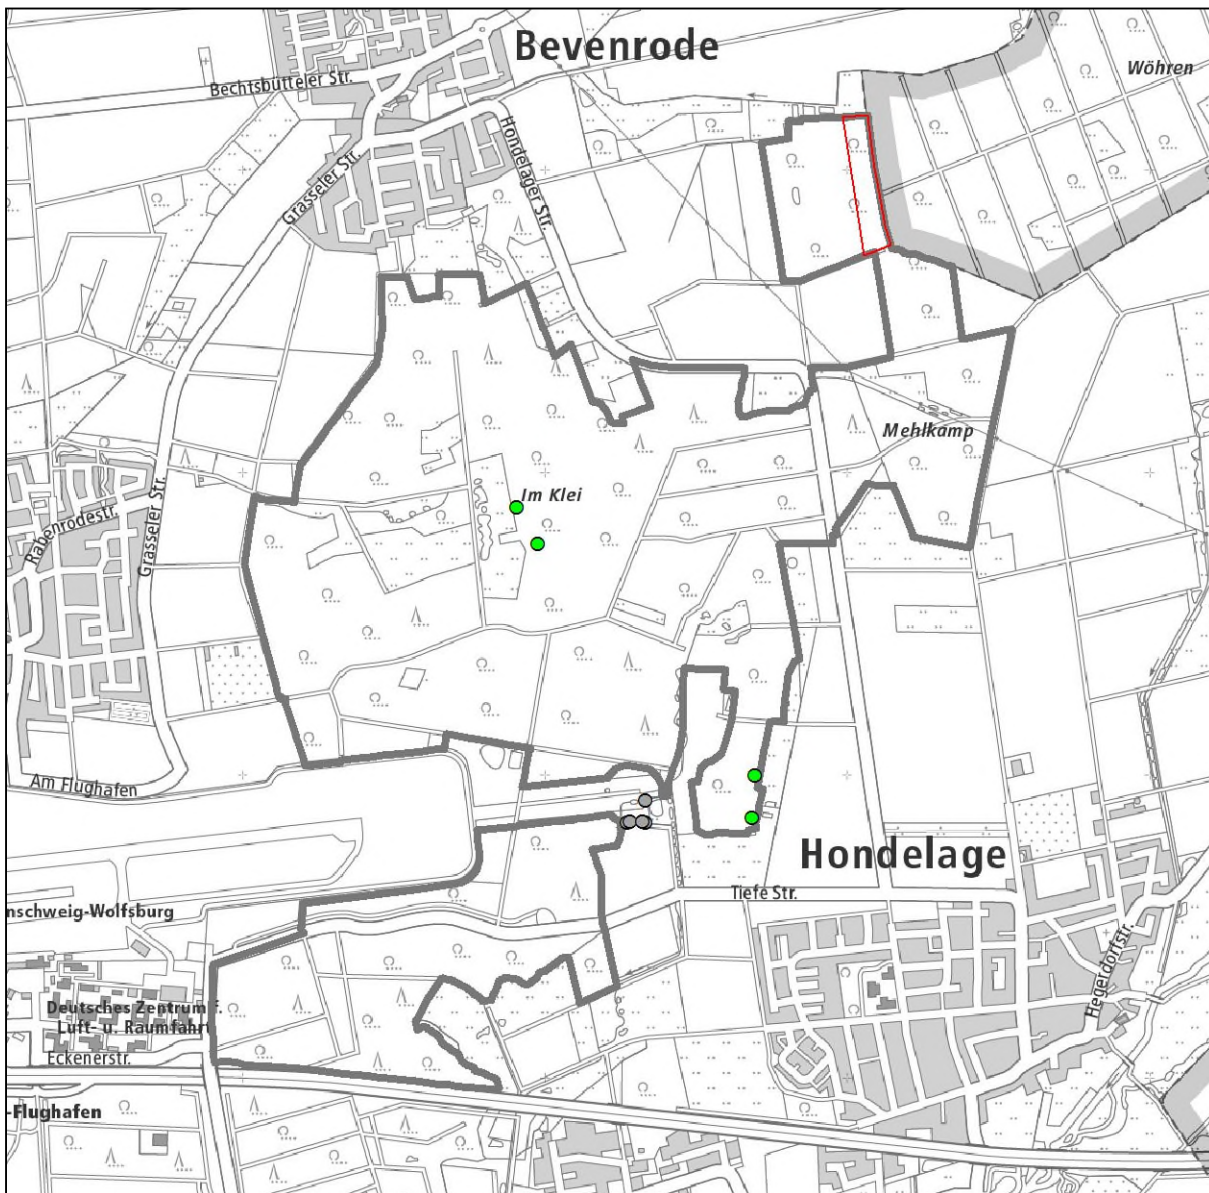 Bevenrode
Wöhren
Bechtsbütteler Str.
Hondelager Str.
Grasseler Str.
Mehlkamp
Im Klei
Rabenrodestr.
Grasseler Str.
Am Flughafen
Hondelage
Tiefe Str.
nschweig-Wolfsburg
Hegerdorfstr.
Deutsches Zentrum f.
Luft- u. Raumfahrt
Eckenerstr.
-Flughafen